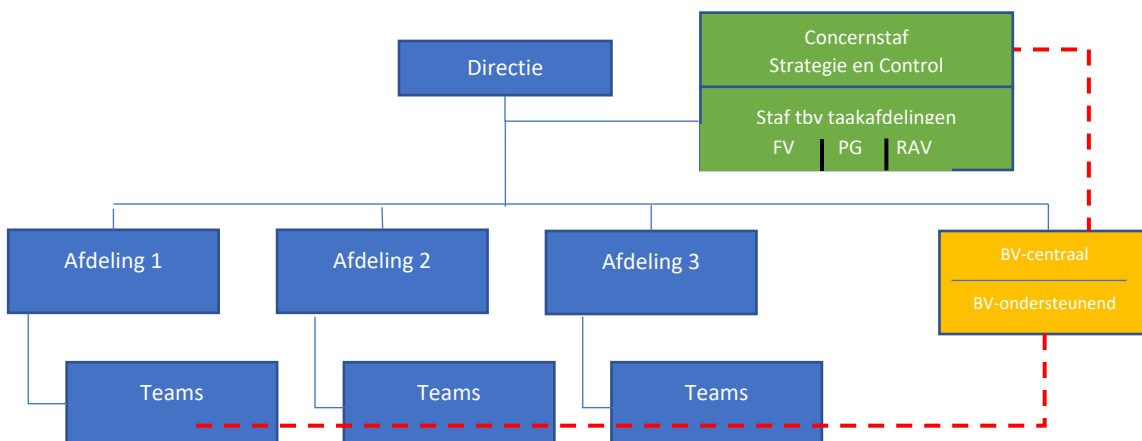 Directie
Concernstaf
Strategie en Control
Staf tbv taakafdelingen
FV PG RAV
Afdeling 1
Afdeling 2
Afdeling 3
BV-centraal
BV-ondersteunend
Teams
Teams
Teams